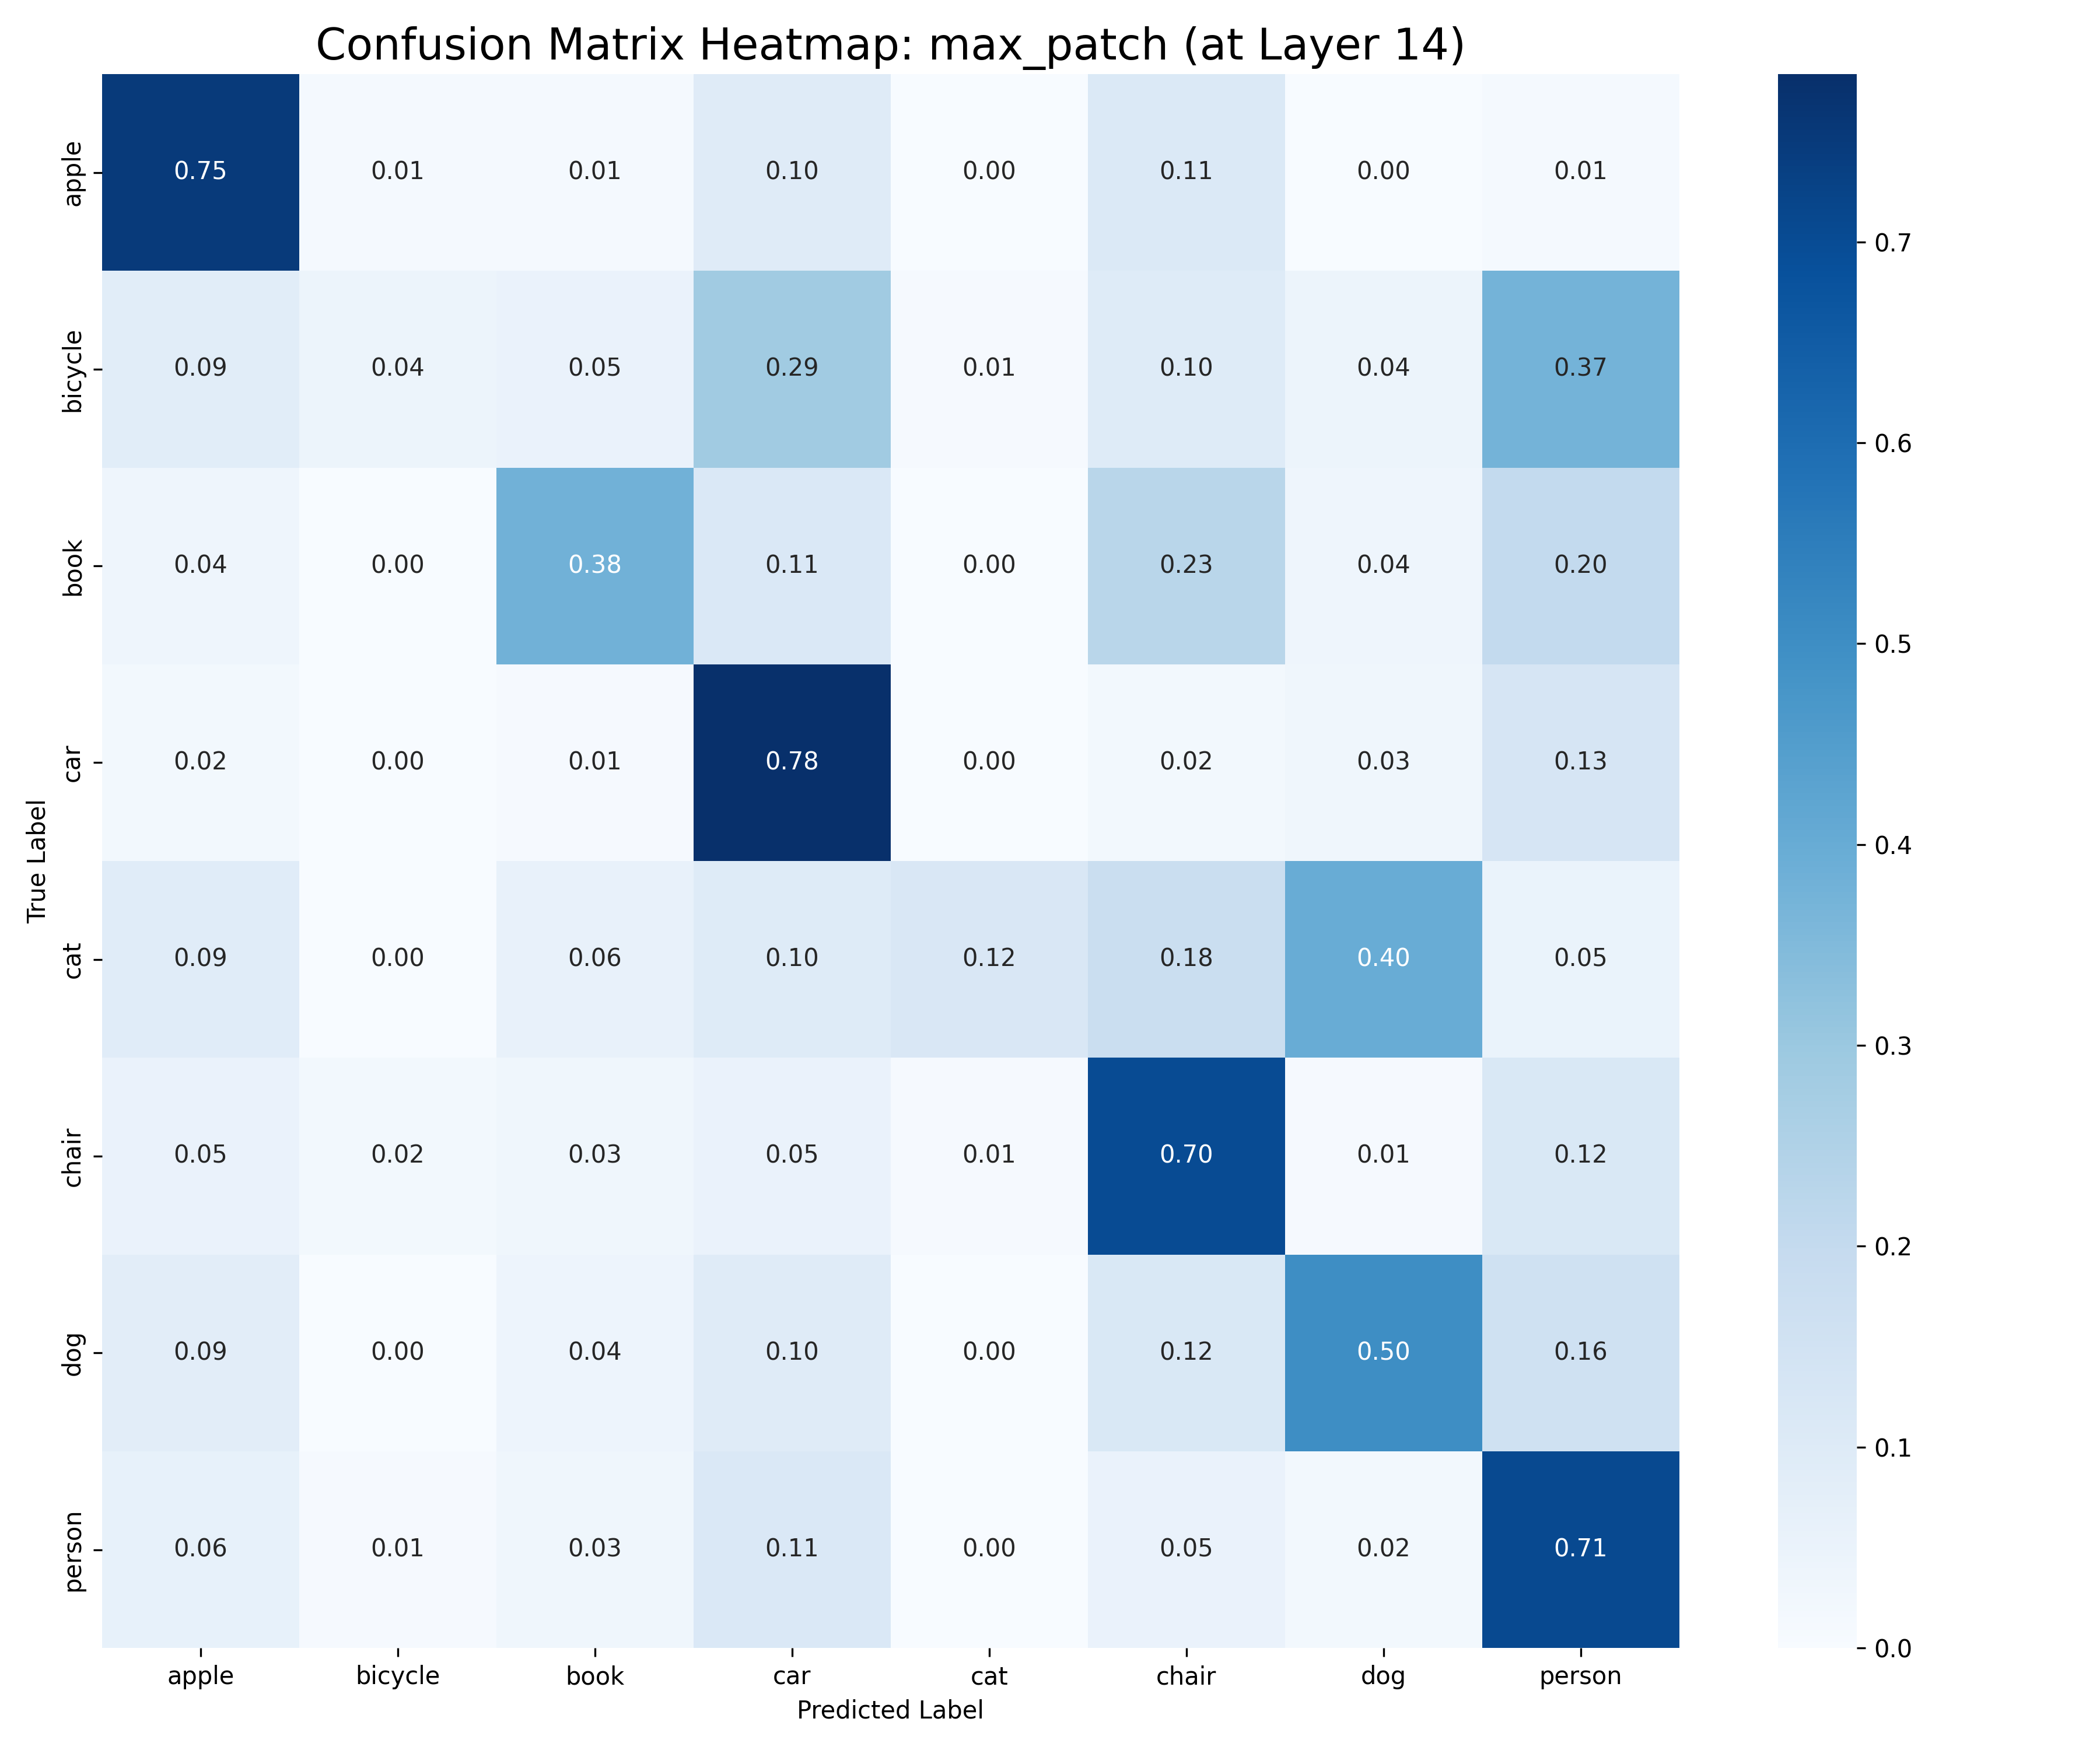 Confusion Matrix Heatmap: max_patch (at Layer 14)
True Label
apple 0.75 0.01 0.01 0.10 0.00 0.11 0.00 0.01
bicycle 0.09 0.04 0.05 0.29 0.01 0.10 0.04 0.37
book 0.04 0.00 0.38 0.11 0.00 0.23 0.04 0.20
car 0.02 0.00 0.01 0.78 0.00 0.02 0.03 0.13
cat 0.09 0.00 0.06 0.10 0.12 0.18 0.40 0.05
chair 0.05 0.02 0.03 0.05 0.01 0.70 0.01 0.12
dog 0.09 0.00 0.04 0.10 0.00 0.12 0.50 0.16
person 0.06 0.01 0.03 0.11 0.00 0.05 0.02 0.71
apple bicycle book car cat chair dog person
Predicted Label
0.7
0.6
0.5
0.4
0.3
0.2
0.1
0.0